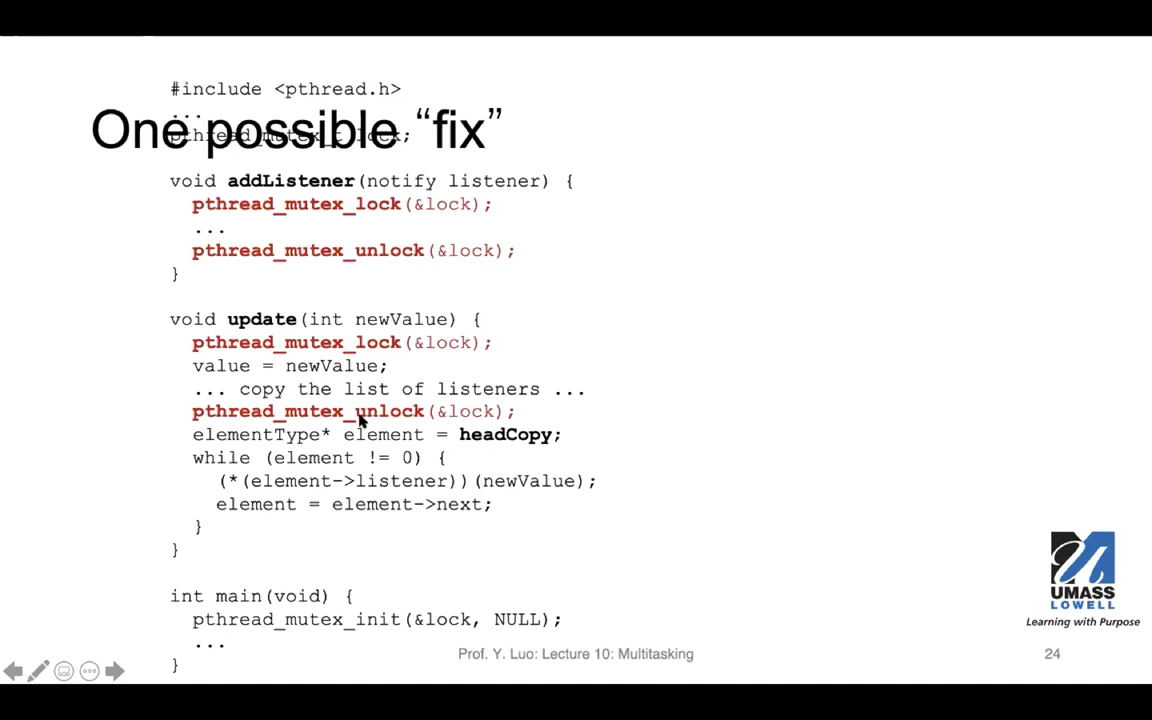 #include <pthread.h>
...
One possible “fix”
pthread_mutex_t lock;
void addListener(notify listener) {
pthread_mutex_lock(&lock);
...
pthread_mutex_unlock(&lock);
}
void update(int newValue) {
pthread_mutex_lock(&lock);
value = newValue;
... copy the list of listeners ...
pthread_mutex_unlock(&lock);
elementType* element = headCopy;
while (element != 0) {
(*(element->listener))(newValue);
element = element->next;
}
}
int main(void) {
pthread_mutex_init(&lock, NULL);
...
}
UMASS
LOWELL
Learning with Purpose
Prof. Y. Luo: Lecture 10: Multitasking
24